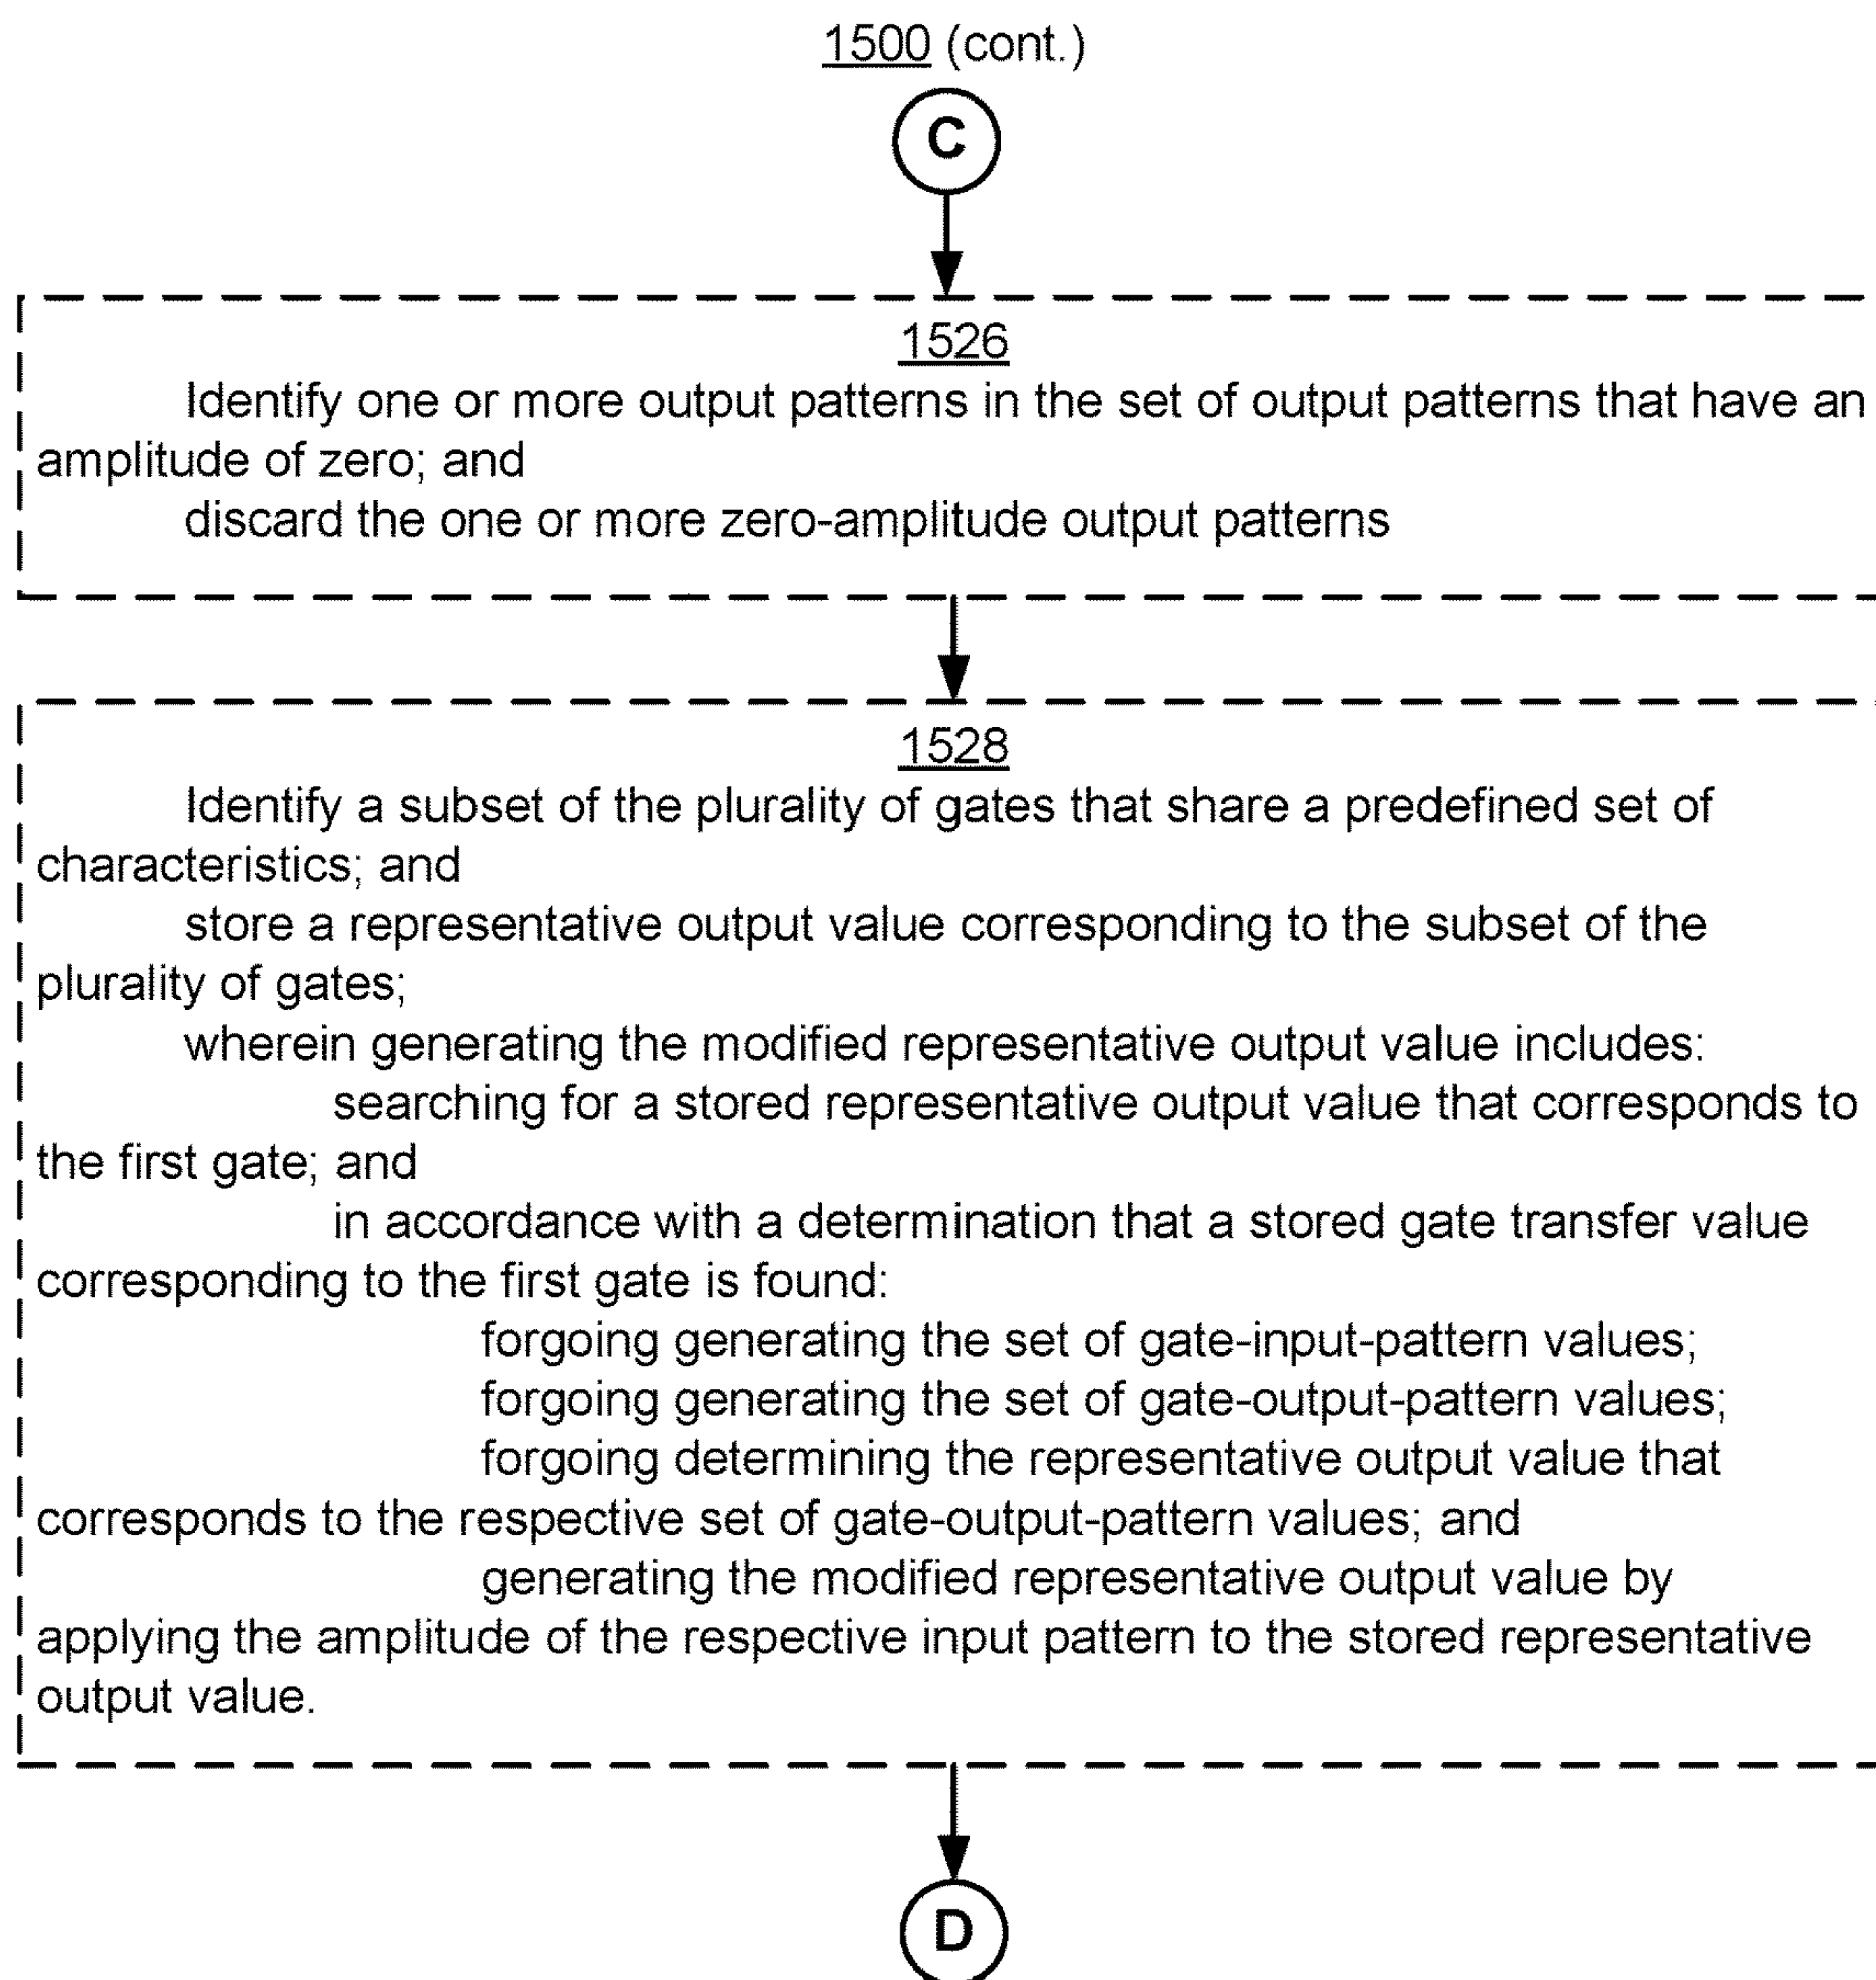 1500 (cont.)
C
1526
Identify one or more output patterns in the set of output patterns that have an
amplitude of zero; and
discard the one or more zero-amplitude output patterns
1528
Identify a subset of the plurality of gates that share a predefined set of
characteristics; and
store a representative output value corresponding to the subset of the
plurality of gates;
wherein generating the modified representative output value includes:
searching for a stored representative output value that corresponds to
the first gate; and
in accordance with a determination that a stored gate transfer value
corresponding to the first gate is found:
forgoing generating the set of gate-input-pattern values;
forgoing generating the set of gate-output-pattern values;
forgoing determining the representative output value that
corresponds to the respective set of gate-output-pattern values; and
generating the modified representative output value by
applying the amplitude of the respective input pattern to the stored representative
output value.
D